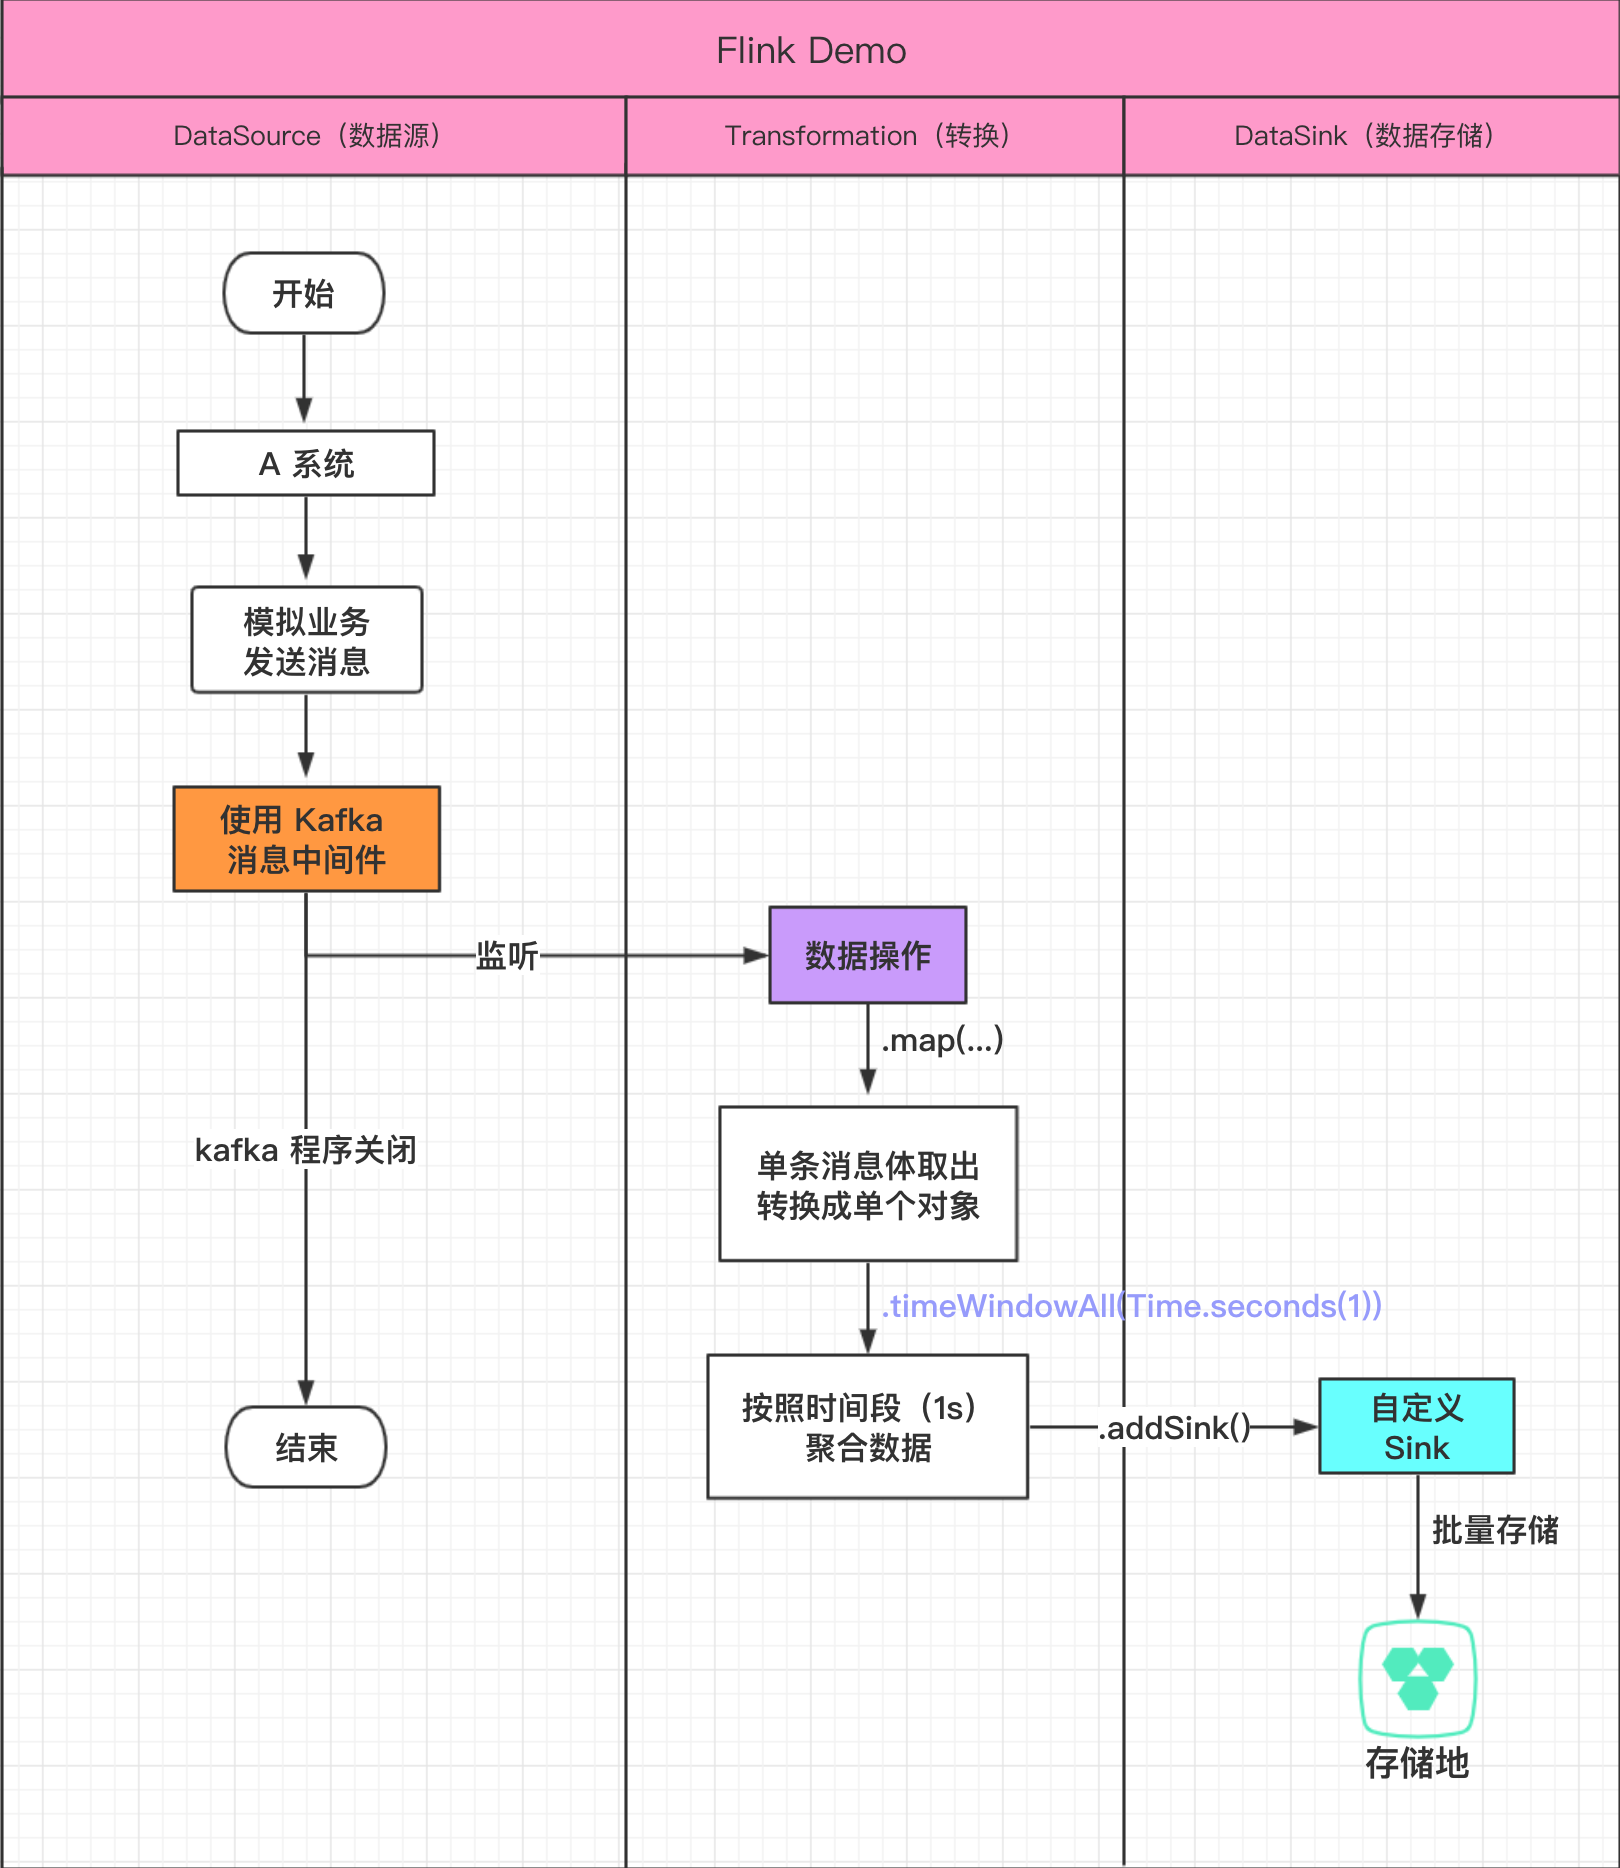 Flink Demo
DataSource（数据源）
Transformation（转换）
DataSink（数据存储）
开始
A 系统
模拟业务
发送消息
使用 Kafka
消息中间件
监听
数据操作
.map(...)
kafka 程序关闭
单条消息体取出
转换成单个对象
.timeWindowAll(Time.seconds(1))
按照时间段（1s）
聚合数据
.addSink()
自定义
Sink
结束
批量存储
存储地